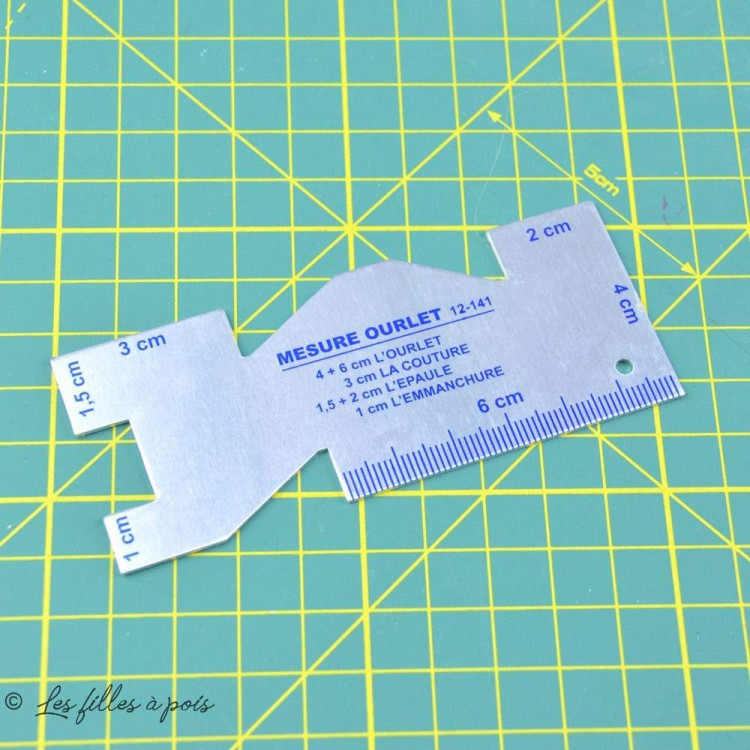 5cm
2 cm
4 cm
3 cm
1,5 cm
MESURE OURLET 12-141
4 + 6 cm L'OURLET
3 cm LA COUTURE
1,5 + 2 cm L'EPAULE
1 cm L'EMMANCHURE
6 cm
1 cm
© Les filles à pois